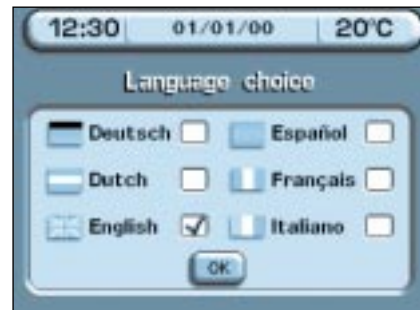 12:30 01/01/00 20°C
Language choice
Deutsch Español
Dutch Français
English Italiano
OK